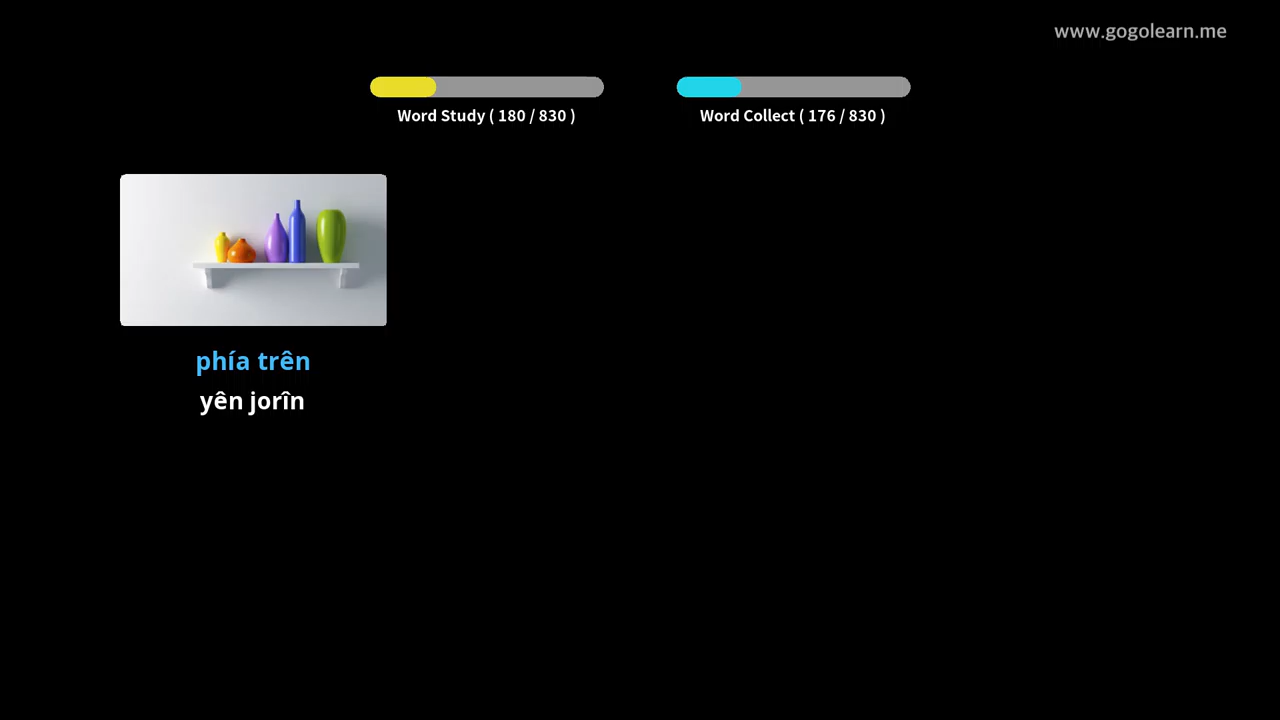 www.gogolearn.me
Word Study ( 180 / 830 )
Word Collect ( 176 / 830 )
phía trên
yên jorîn